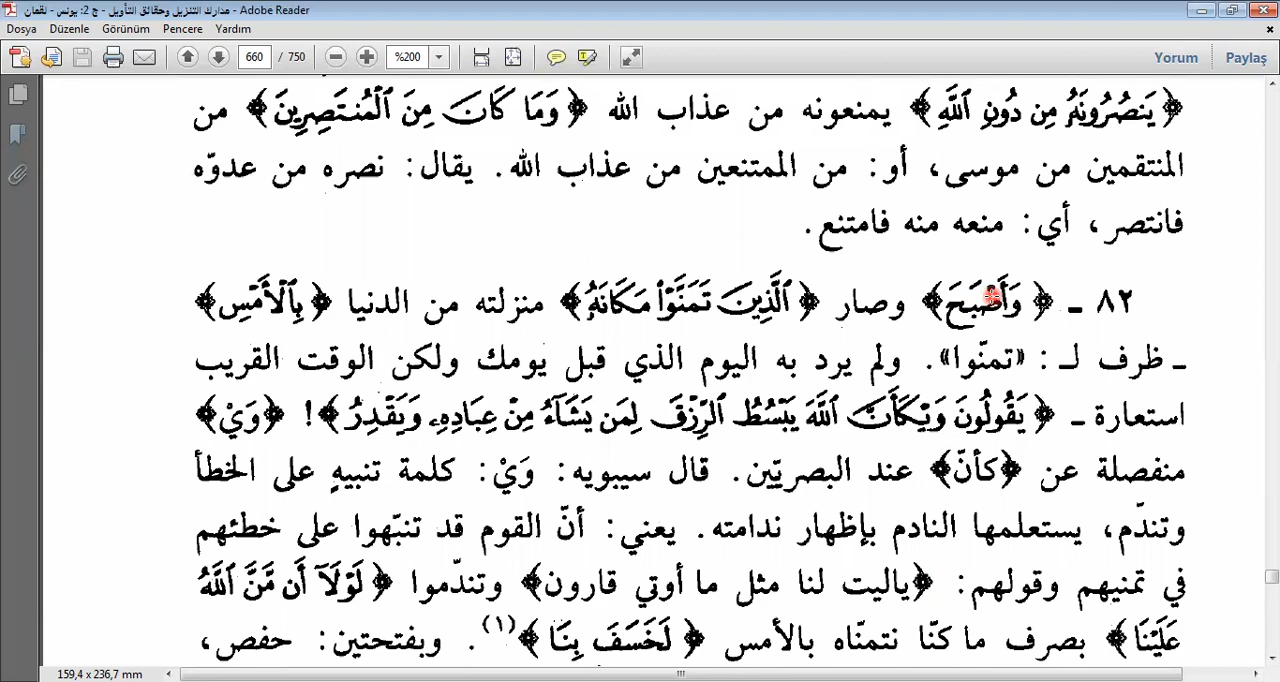 مدارك التنزيل وحقائق التأويل - ج 2: يونس - لقمان - Adobe Reader
Dosya Düzenle Görünüm Pencere Yardım
660 / 750 %200 Yorum Paylaş
﴿يَنصُرُونَهُۥ مِن دُونِ ٱللَّهِ﴾ يمنعونه من عذاب الله ﴿وَمَا كَانَ مِنَ ٱلْمُنتَصِرِينَ﴾ من
المنتقمين من موسى، أو: من الممتنعين من عذاب الله. يقال: نصره من عدوّه
فانتصر، أي: منعه منه فامتنع.
٨٢ ـ ﴿وَأَصْبَحَ﴾ وصار ﴿ٱلَّذِينَ تَمَنَّوْا۟ مَكَانَهُۥ﴾ منزلته من الدنيا ﴿بِٱلْأَمْسِ﴾
ـ ظرف لـ: «تمنّوا». ولم يرد به اليوم الذي قبل يومك ولكن الوقت القريب
استعارة ـ ﴿يَقُولُونَ وَيْكَأَنَّ ٱللَّهَ يَبْسُطُ ٱلرِّزْقَ لِمَن يَشَآءُ مِنْ عِبَادِهِۦ وَيَقْدِرُ﴾! ﴿وَيْ﴾
منفصلة عن ﴿كأنّ﴾ عند البصريّين. قال سيبويه: وَيْ: كلمة تنبيهٍ على الخطأ
وتندّم، يستعلمها النادم بإظهار ندامته. يعني: أنّ القوم قد تنبّهوا على خطئهم
في تمنيهم وقولهم: ﴿ياليت لنا مثل ما أوتي قارون﴾ وتندّموا ﴿لَوْلَآ أَن مَّنَّ ٱللَّهُ
عَلَيْنَا﴾ بصرف ما كنّا نتمنّاه بالأمس ﴿لَخَسَفَ بِنَا﴾(١). وبفتحتين: حفص،
159,4 x 236,7 mm